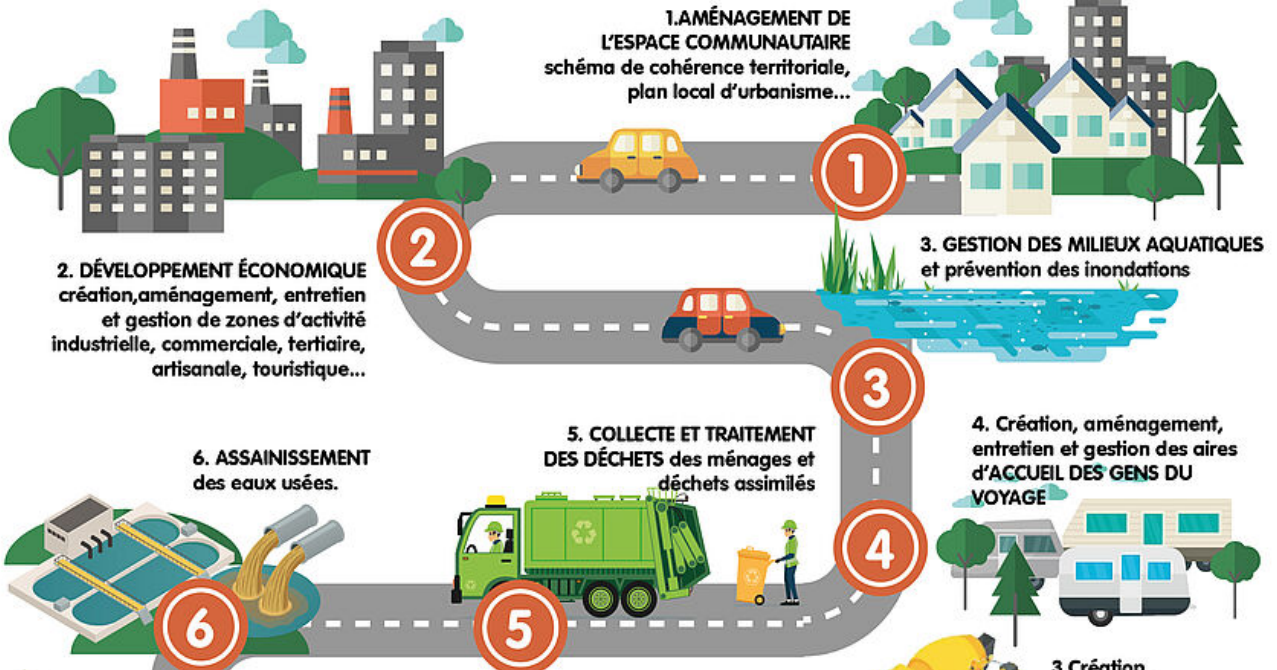 1.AMÉNAGEMENT DE
L'ESPACE COMMUNAUTAIRE
schéma de cohérence territoriale,
plan local d'urbanisme...
1
2
2. DÉVELOPPEMENT ÉCONOMIQUE
création,aménagement, entretien
et gestion de zones d'activité
industrielle, commerciale, tertiaire,
artisanale, touristique...
3. GESTION DES MILIEUX AQUATIQUES
et prévention des inondations
3
4. Création, aménagement,
entretien et gestion des aires
d'ACCUEIL DES GENS DU
VOYAGE
4
5. COLLECTE ET TRAITEMENT
DES DÉCHETS des ménages et
déchets assimilés
5
6. ASSAINISSEMENT
des eaux usées.
6
3.Création